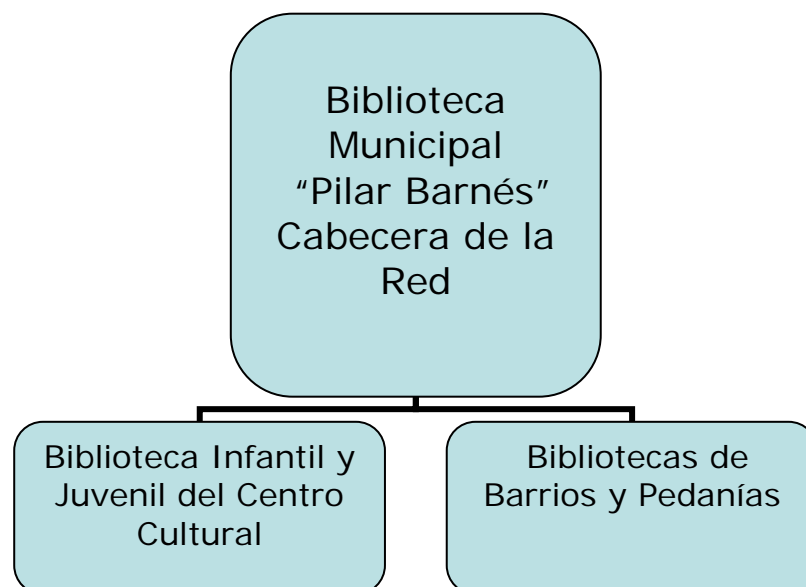 Biblioteca
Municipal
“Pilar Barnés”
Cabecera de la
Red
Biblioteca Infantil y
Juvenil del Centro
Cultural
Bibliotecas de
Barrios y Pedanías